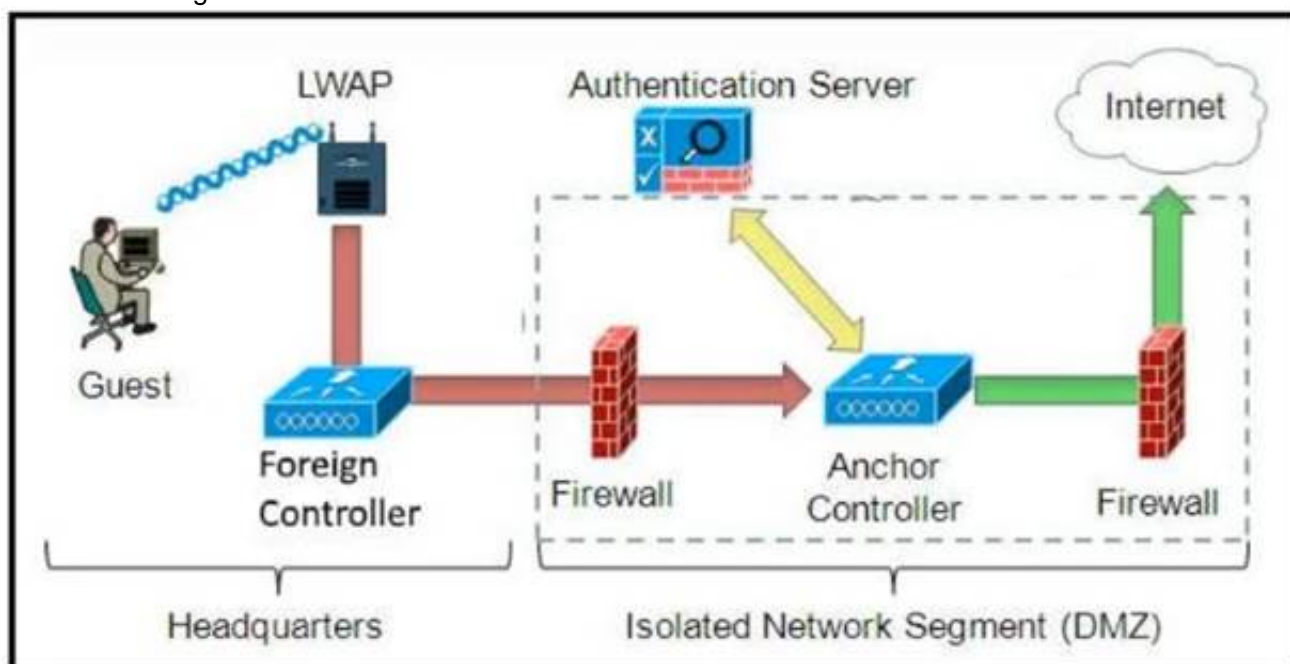 LWAP
Authentication Server
Internet
Guest
Foreign
Controller
Firewall
Anchor
Controller
Firewall
Headquarters
Isolated Network Segment (DMZ)